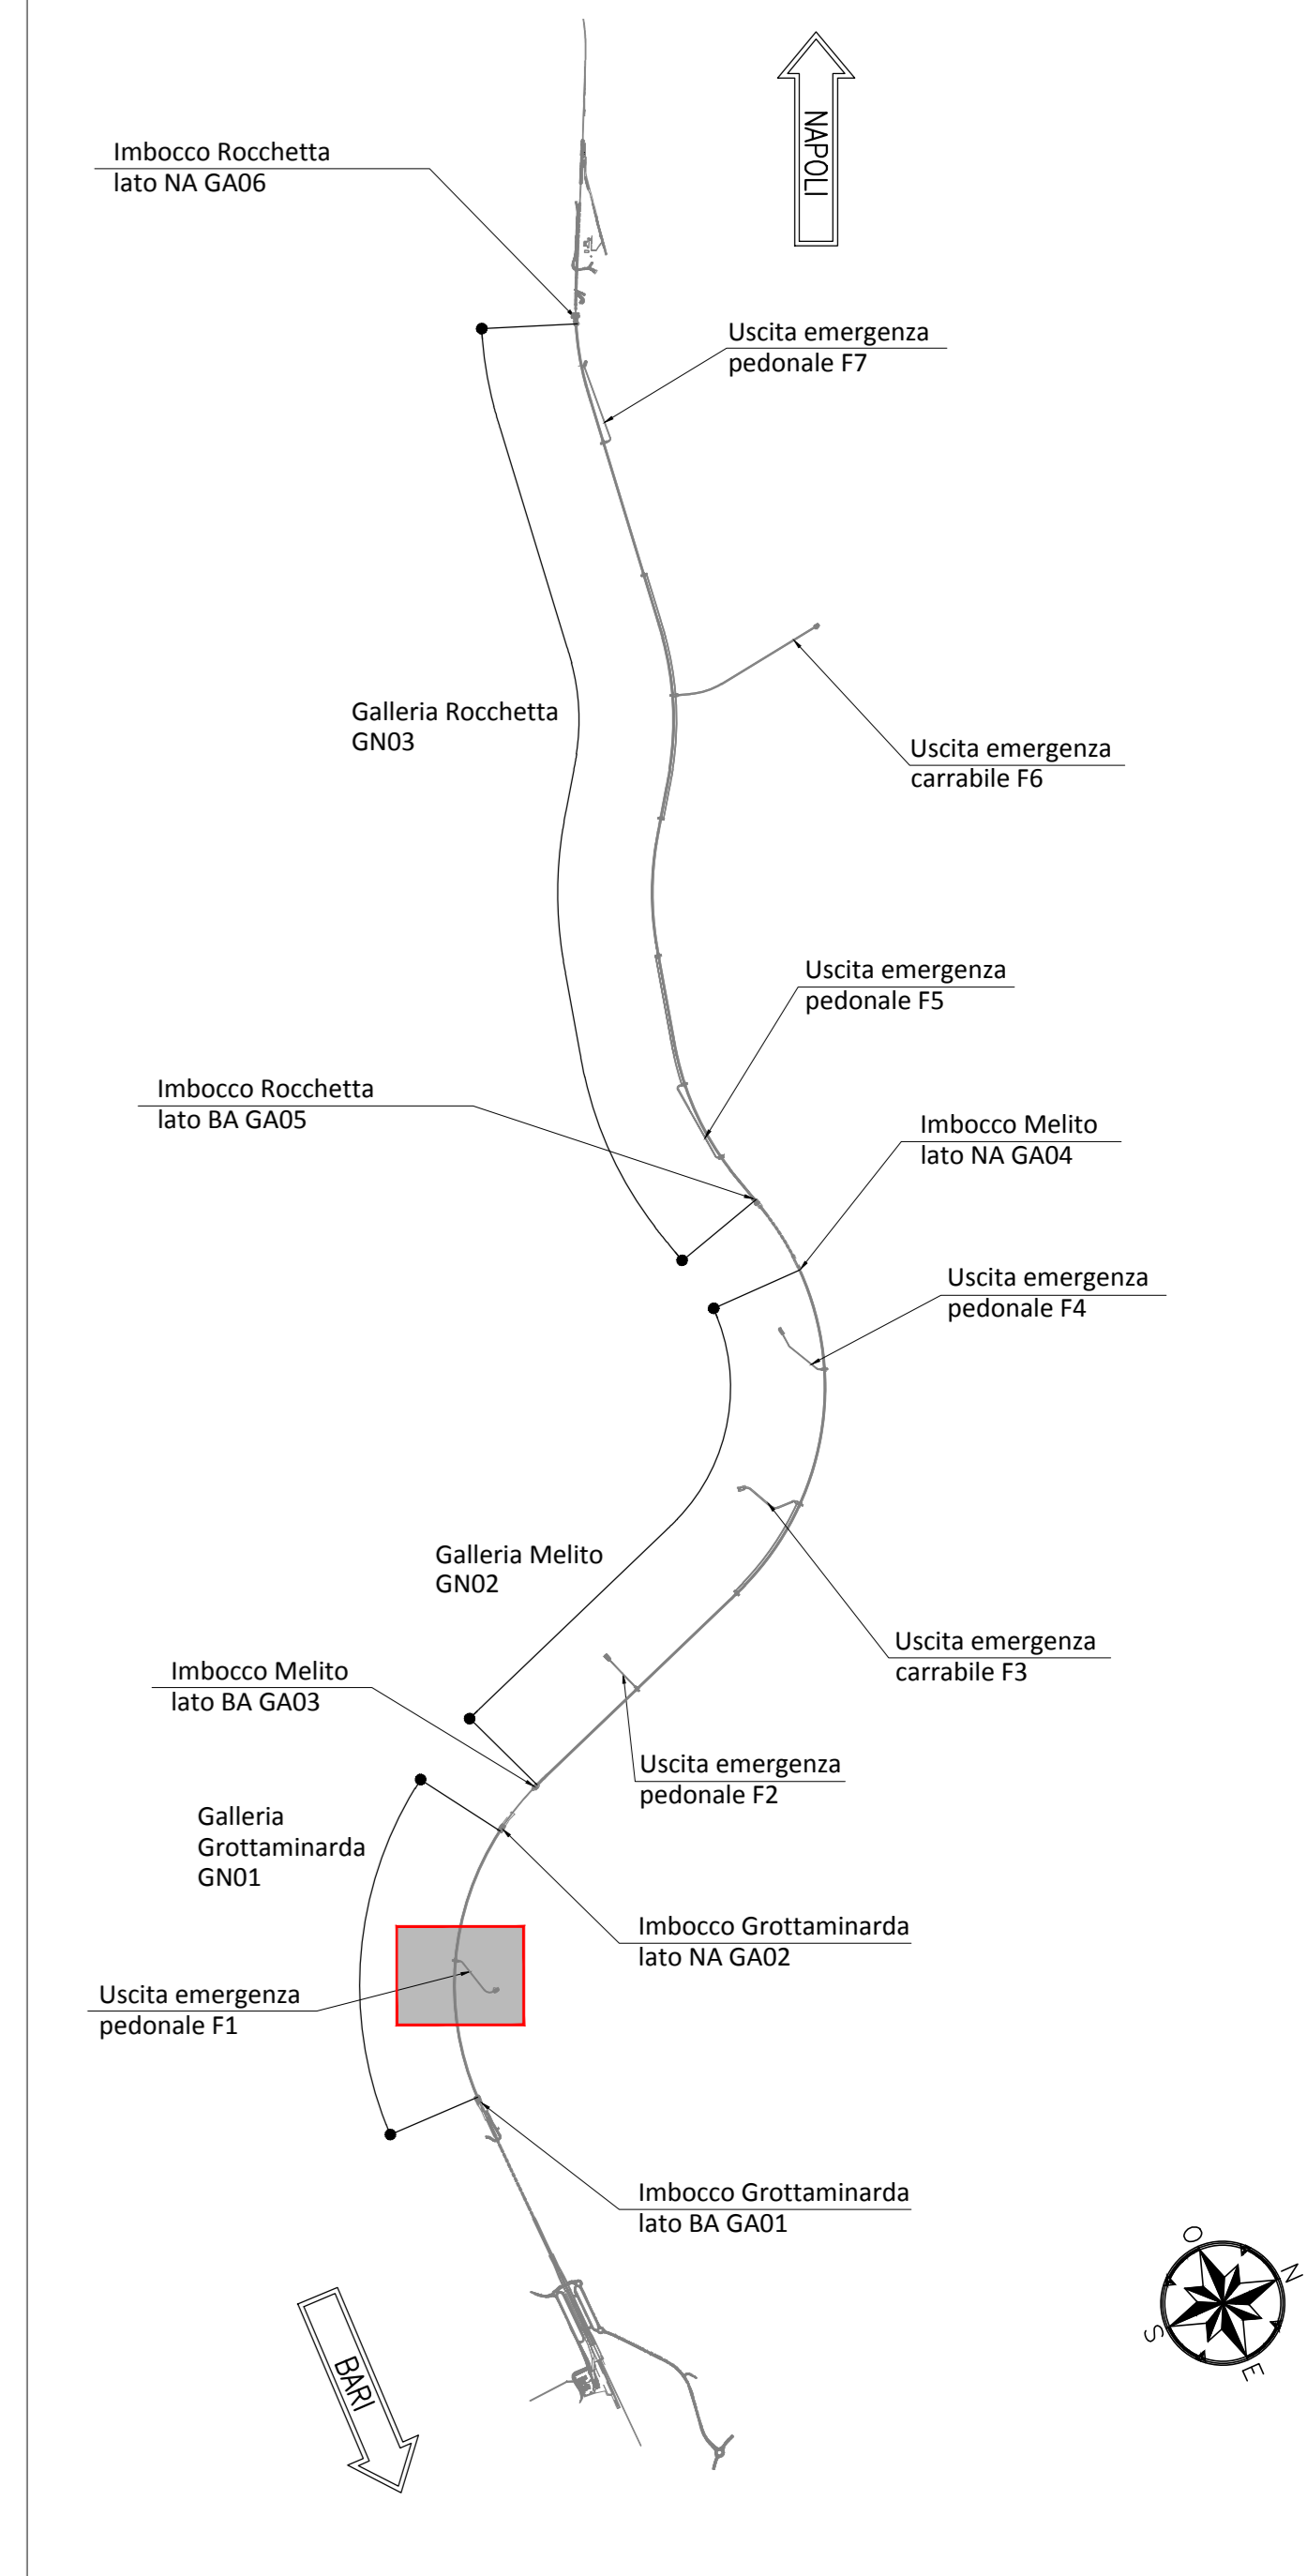 NAPOLI
Imbocco Rocchetta
lato NA GA06
Uscita emergenza
pedonale F7
Galleria Rocchetta
GN03
Uscita emergenza
carrabile F6
Uscita emergenza
pedonale F5
Imbocco Rocchetta
lato BA GA05
Imbocco Melito
lato NA GA04
Uscita emergenza
pedonale F4
Galleria Melito
GN02
Uscita emergenza
carrabile F3
Imbocco Melito
lato BA GA03
Uscita emergenza
pedonale F2
Galleria
Grottaminarda
GN01
Imbocco Grottaminarda
lato NA GA02
Uscita emergenza
pedonale F1
Imbocco Grottaminarda
lato BA GA01
O
N
S
E
BARI